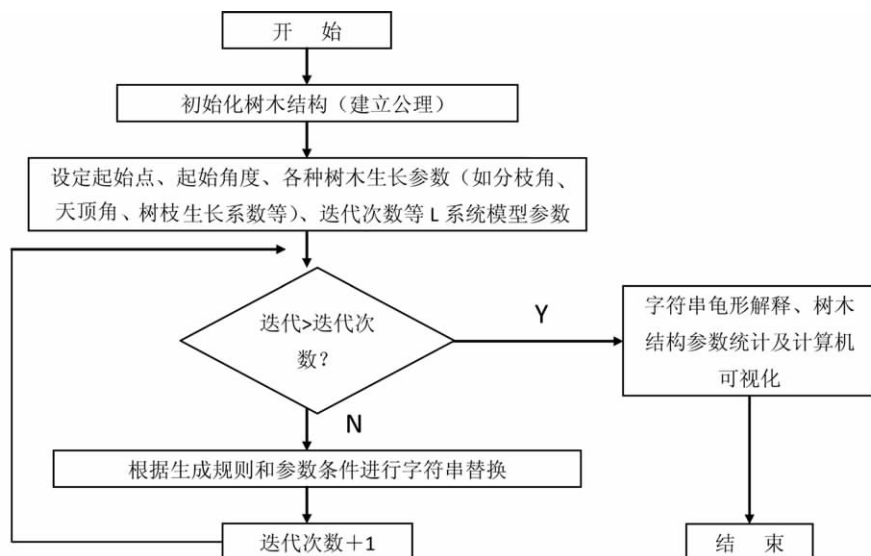 开 始
初始化树木结构（建立公理）
设定起始点、起始角度、各种树木生长参数（如分枝角、
天顶角、树枝生长系数等）、迭代次数等 L 系统模型参数
迭代>迭代次
数？
Y
字符串龟形解释、树木
结构参数统计及计算机
可视化
N
根据生成规则和参数条件进行字符串替换
迭代次数＋1
结 束